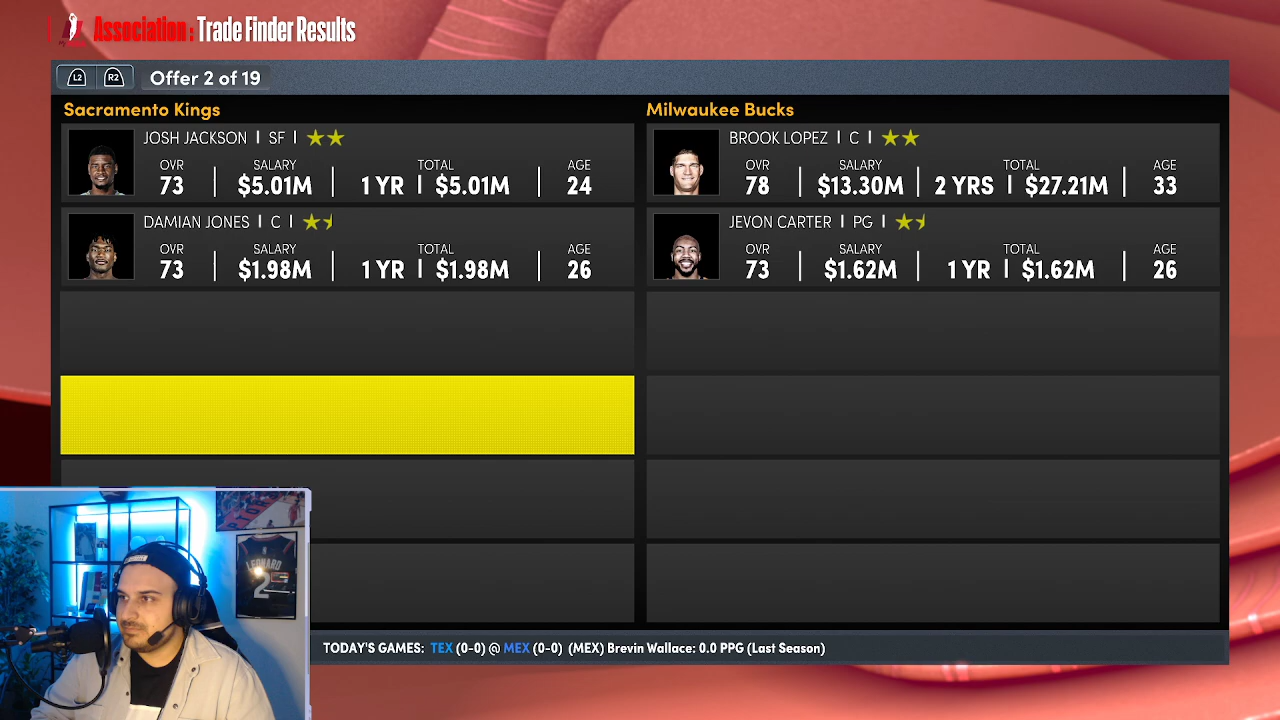 Association : Trade Finder Results
L2 R2 Offer 2 of 19
Sacramento Kings
JOSH JACKSON | SF |
OVR SALARY TOTAL AGE
73 | $5.01M | 1 YR | $5.01M | 24
DAMIAN JONES | C |
OVR SALARY TOTAL AGE
73 | $1.98M | 1 YR | $1.98M | 26
Milwaukee Bucks
BROOK LOPEZ | C |
OVR SALARY TOTAL AGE
78 | $13.30M | 2 YRS | $27.21M | 33
JEVON CARTER | PG |
OVR SALARY TOTAL AGE
73 | $1.62M | 1 YR | $1.62M | 26
LEONARD
2
TODAY'S GAMES: TEX (0-0) @ MEX (0-0) (MEX) Brevin Wallace: 0.0 PPG (Last Season)